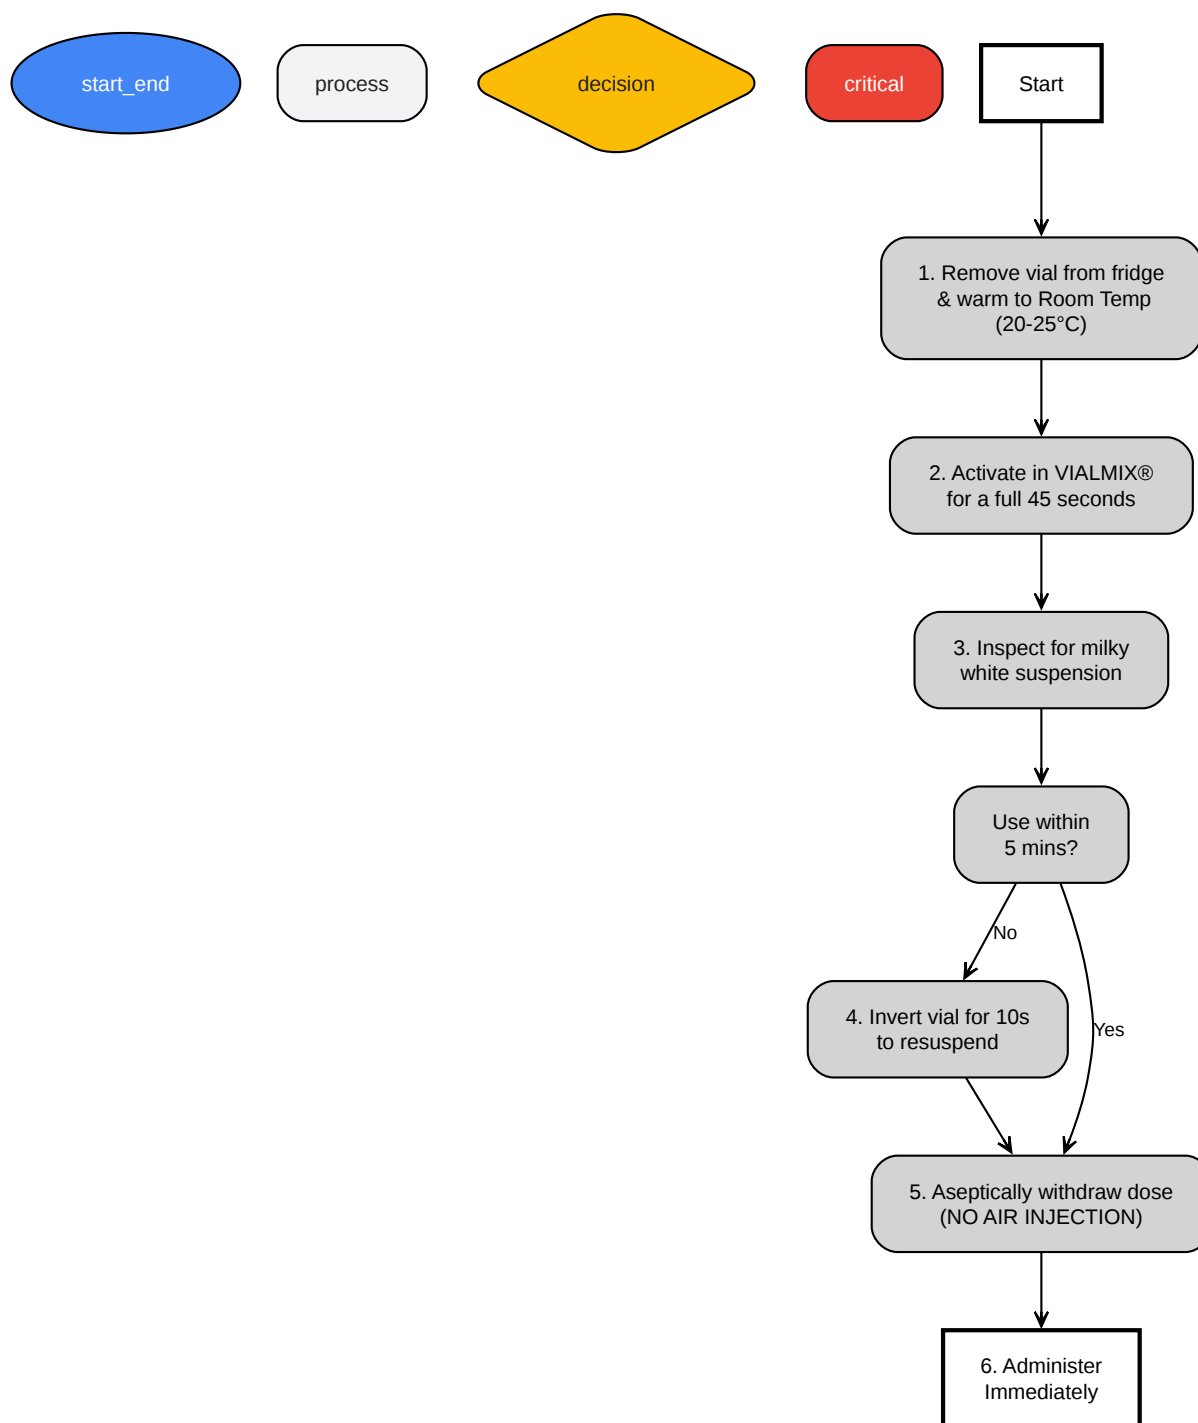 start_end
process
decision
critical
Start
1. Remove vial from fridge
& warm to Room Temp
(20-25°C)
2. Activate in VIALMIX®
for a full 45 seconds
3. Inspect for milky
white suspension
Use within
5 mins?
No
4. Invert vial for 10s
to resuspend
Yes
5. Aseptically withdraw dose
(NO AIR INJECTION)
6. Administer
Immediately